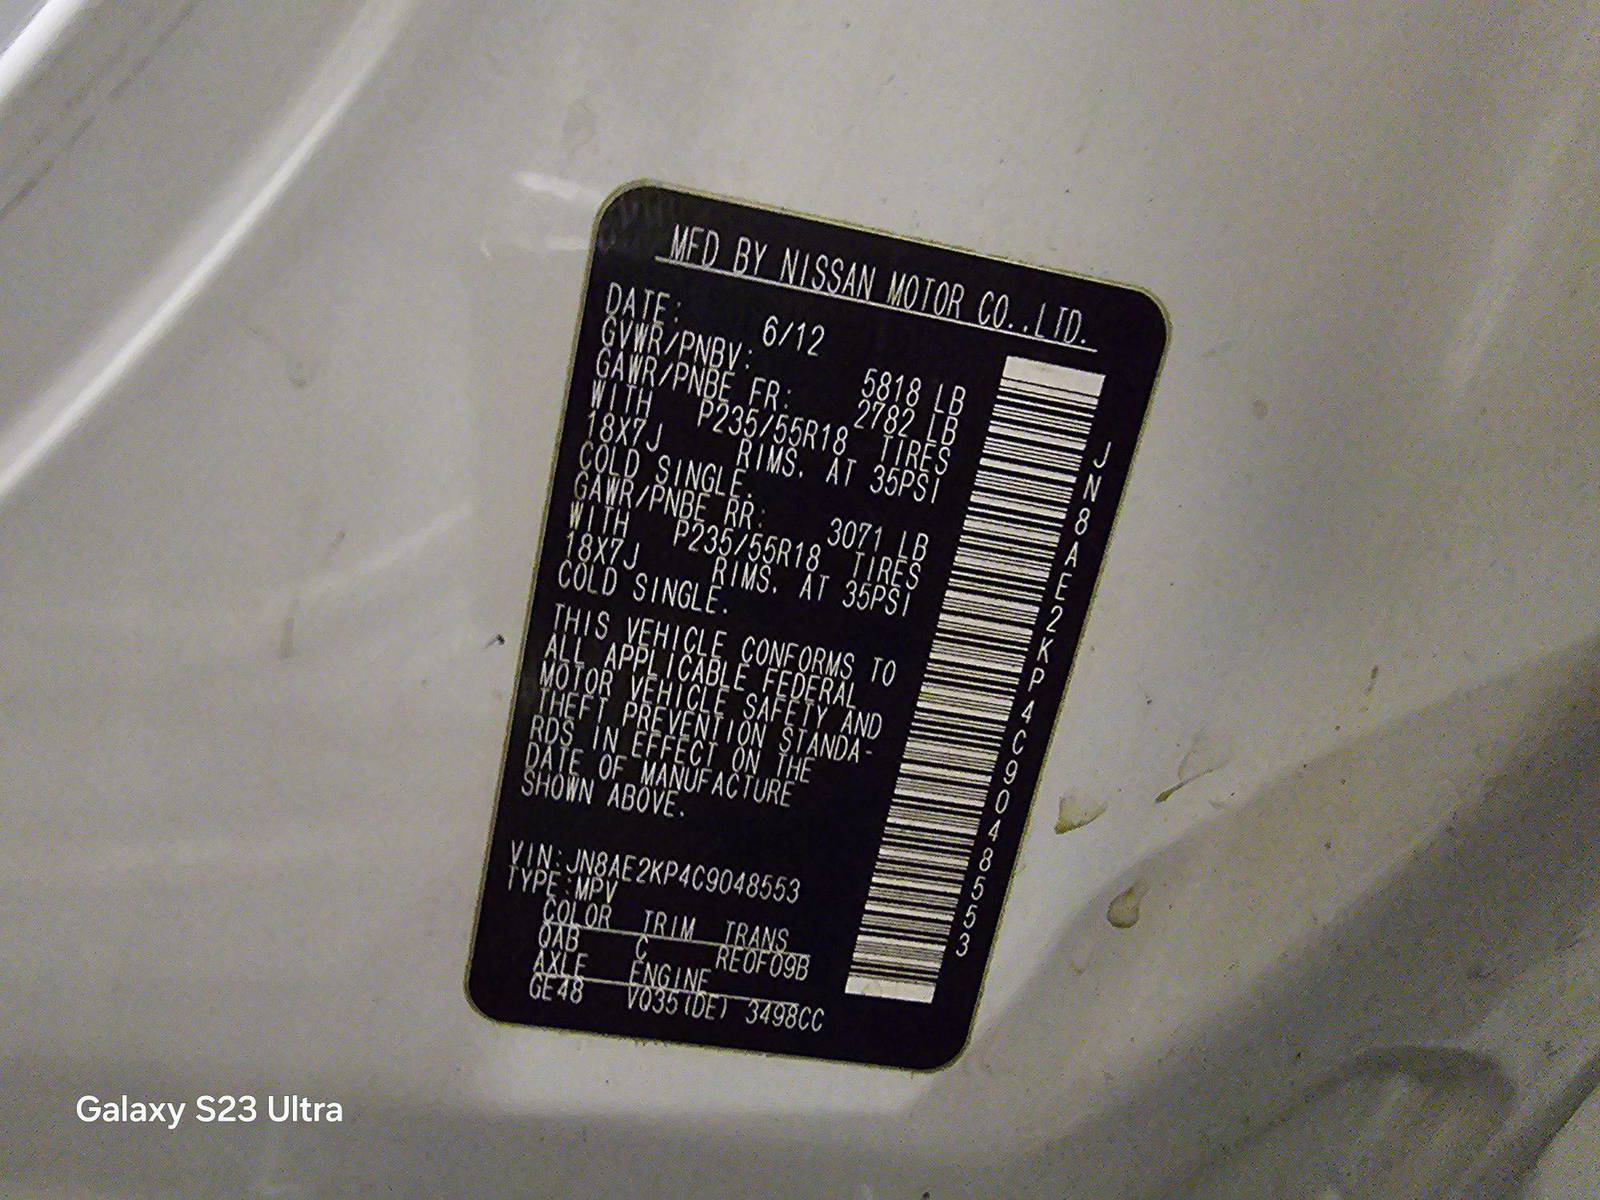 MFD BY NISSAN MOTOR CO.,LTD.
DATE: 6/12
GVWR/PNBV: 5818 LB
GAWR/PNBE FR: 2782 LB
WITH P235/55R18 TIRES
18X7J RIMS, AT 35PSI
COLD SINGLE.
GAWR/PNBE RR: 3071 LB
WITH P235/55R18 TIRES
18X7J RIMS, AT 35PSI
COLD SINGLE.
THIS VEHICLE CONFORMS TO
ALL APPLICABLE FEDERAL
MOTOR VEHICLE SAFETY AND
THEFT PREVENTION STANDA-
RDS IN EFFECT ON THE
DATE OF MANUFACTURE
SHOWN ABOVE.
VIN:JN8AE2KP4C9048553
TYPE:MPV
COLOR TRIM TRANS
QAB C RE0F09B
AXLE ENGINE
GE48 VQ35(DE) 3498CC
JN8AE2KP4C9048553
Galaxy S23 Ultra